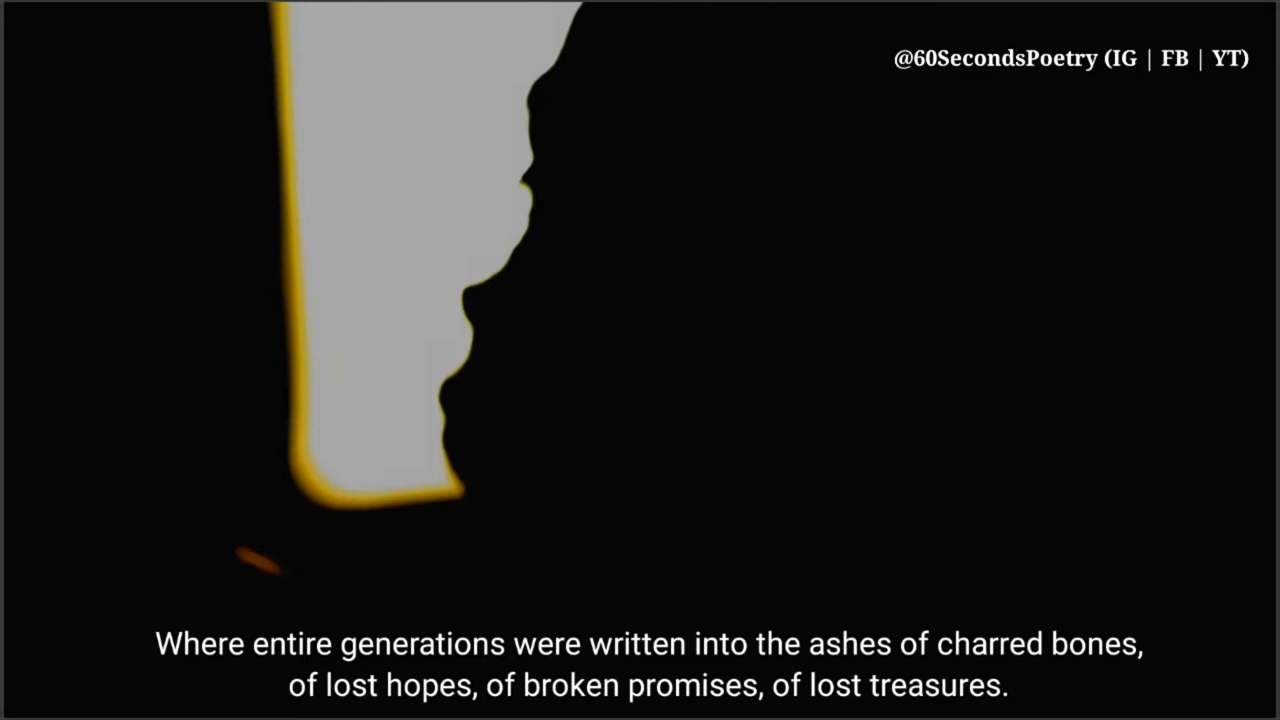 @60SecondsPoetry (IG | FB | YT)
Where entire generations were written into the ashes of charred bones,
of lost hopes, of broken promises, of lost treasures.